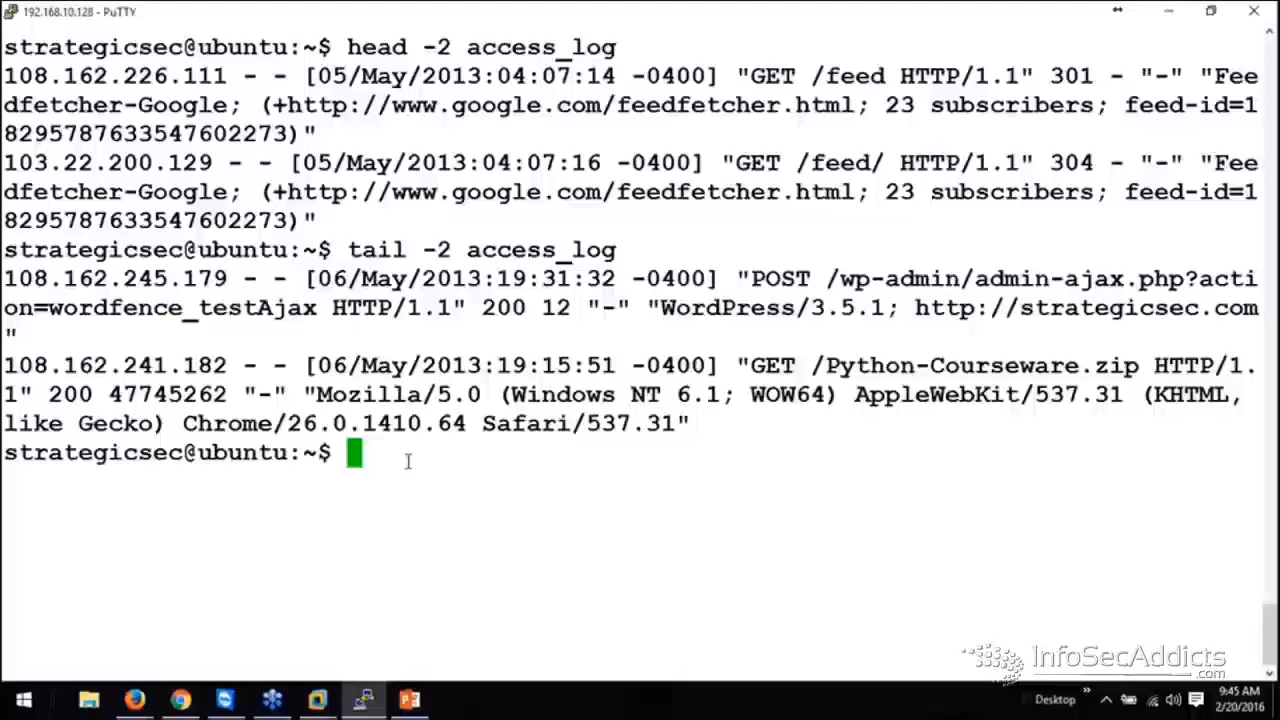 192.168.10.128 - PuTTY
strategicsec@ubuntu:~$ head -2 access_log
108.162.226.111 - - [05/May/2013:04:07:14 -0400] "GET /feed HTTP/1.1" 301 - "-" "Fee
dfetcher-Google; (+http://www.google.com/feedfetcher.html; 23 subscribers; feed-id=1
8295787633547602273)"
103.22.200.129 - - [05/May/2013:04:07:16 -0400] "GET /feed/ HTTP/1.1" 304 - "-" "Fee
dfetcher-Google; (+http://www.google.com/feedfetcher.html; 23 subscribers; feed-id=1
8295787633547602273)"
strategicsec@ubuntu:~$ tail -2 access_log
108.162.245.179 - - [06/May/2013:19:31:32 -0400] "POST /wp-admin/admin-ajax.php?acti
on=wordfence_testAjax HTTP/1.1" 200 12 "-" "WordPress/3.5.1; http://strategicsec.com
"
108.162.241.182 - - [06/May/2013:19:15:51 -0400] "GET /Python-Courseware.zip HTTP/1.
1" 200 47745262 "-" "Mozilla/5.0 (Windows NT 6.1; WOW64) AppleWebKit/537.31 (KHTML,
like Gecko) Chrome/26.0.1410.64 Safari/537.31"
strategicsec@ubuntu:~$
InfoSecAddicts
.com
Desktop
9:45 AM
2/20/2016